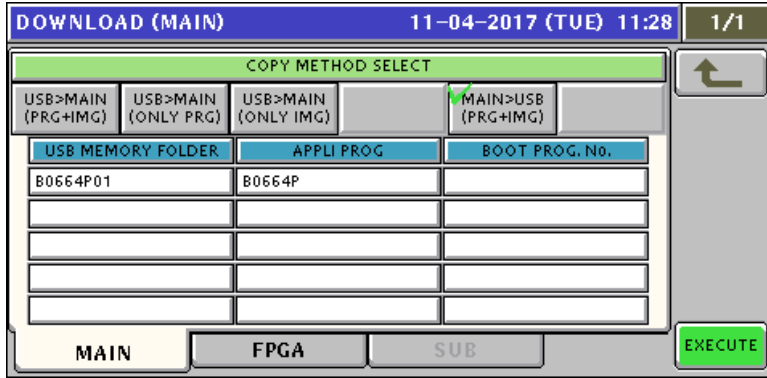 DOWNLOAD (MAIN) 11-04-2017 (TUE) 11:28 1/1
COPY METHOD SELECT
USB>MAIN (PRG+IMG)
USB>MAIN (ONLY PRG)
USB>MAIN (ONLY IMG)
MAIN>USB (PRG+IMG)
USB MEMORY FOLDER APPLI PROG BOOT PROG. No.
B0664P01 B0664P
MAIN FPGA SUB EXECUTE